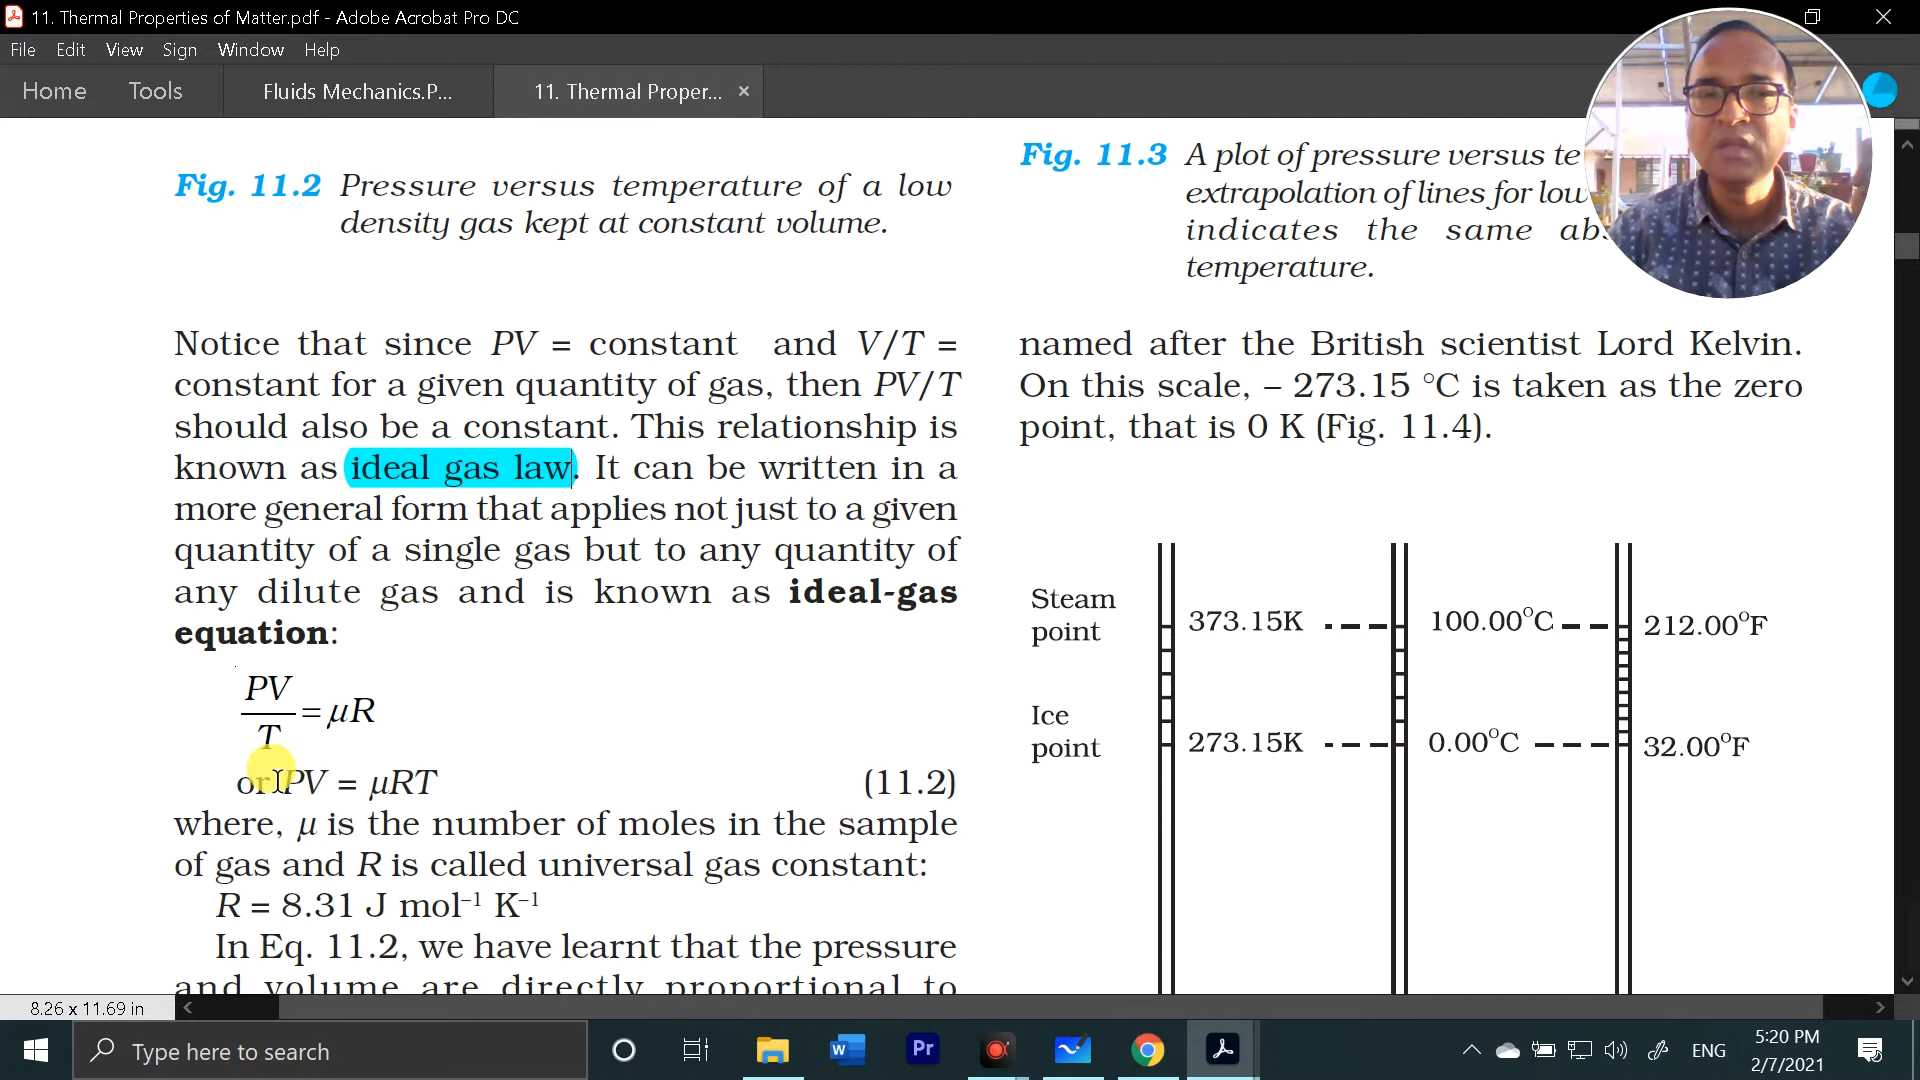 11. Thermal Properties of Matter.pdf - Adobe Acrobat Pro DC
File Edit View Sign Window Help
Home Tools Fluids Mechanics.P... 11. Thermal Proper... ×
Fig. 11.2 Pressure versus temperature of a low
density gas kept at constant volume.
Notice that since PV = constant and V/T =
constant for a given quantity of gas, then PV/T
should also be a constant. This relationship is
known as ideal gas law. It can be written in a
more general form that applies not just to a given
quantity of a single gas but to any quantity of
any dilute gas and is known as ideal-gas
equation:
PV
T
= μR
or PV = μRT (11.2)
where, μ is the number of moles in the sample
of gas and R is called universal gas constant:
R = 8.31 J mol⁻¹ K⁻¹
In Eq. 11.2, we have learnt that the pressure
and volume are directly proportional to
Fig. 11.3 A plot of pressure versus te
extrapolation of lines for low
indicates the same abs
temperature.
named after the British scientist Lord Kelvin.
On this scale, – 273.15 °C is taken as the zero
point, that is 0 K (Fig. 11.4).
Steam
point
373.15K 100.00°C 212.00°F
Ice
point
273.15K 0.00°C 32.00°F
8.26 x 11.69 in
Type here to search
W
Pr
ENG
5:20 PM
2/7/2021